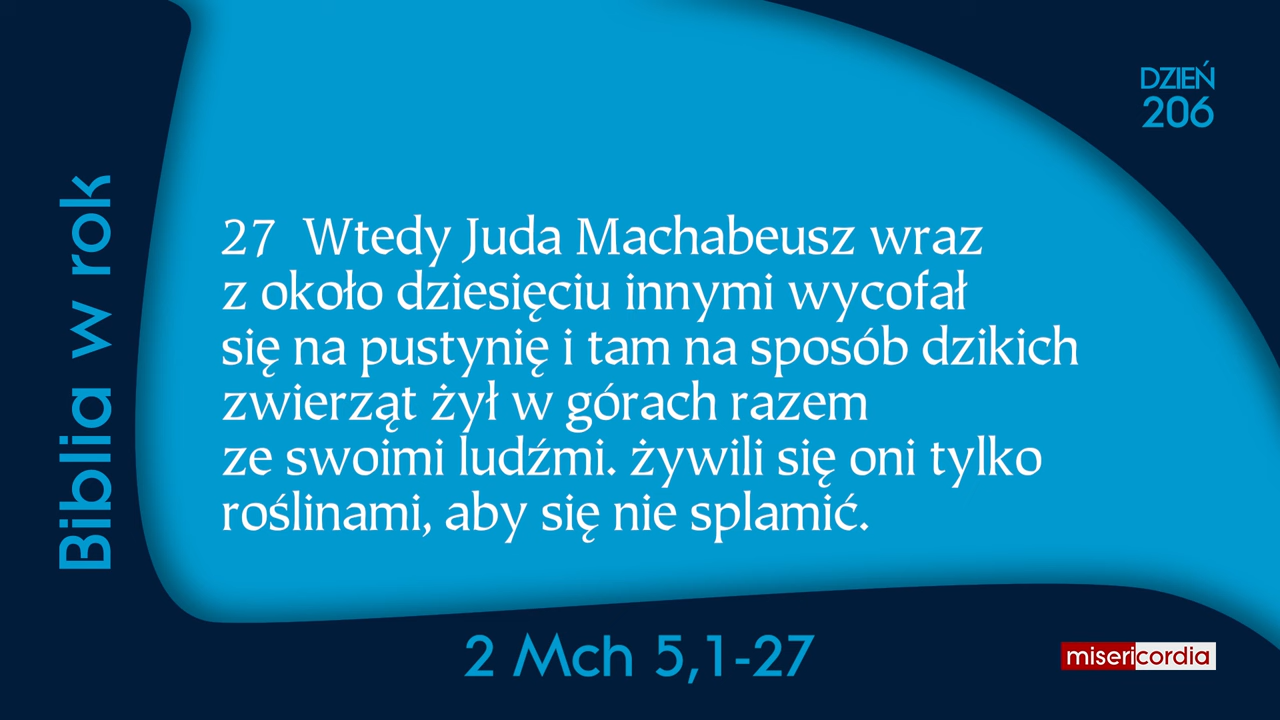 DZIEŃ
206
Biblia w rok
27 Wtedy Juda Machabeusz wraz
z około dziesięciu innymi wycofał
się na pustynię i tam na sposób dzikich
zwierząt żył w górach razem
ze swoimi ludźmi. żywili się oni tylko
roślinami, aby się nie splamić.
2 Mch 5,1-27
misericordia